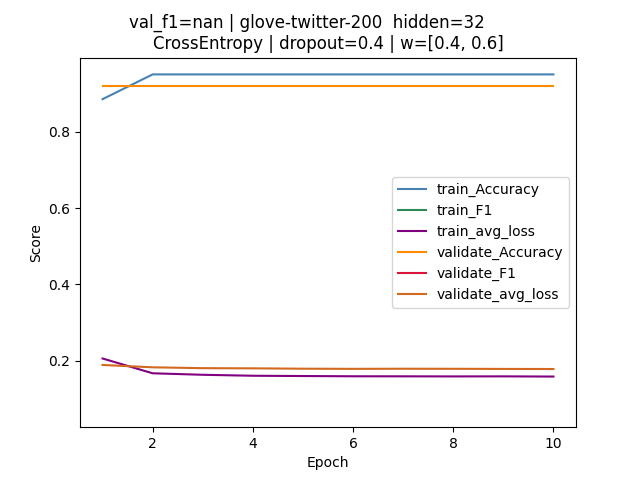 val_f1=nan | glove-twitter-200  hidden=32
CrossEntropy | dropout=0.4 | w=[0.4, 0.6]
0.8
0.6
0.4
0.2
Score
train_Accuracy
train_F1
train_avg_loss
validate_Accuracy
validate_F1
validate_avg_loss
2
4
6
8
10
Epoch